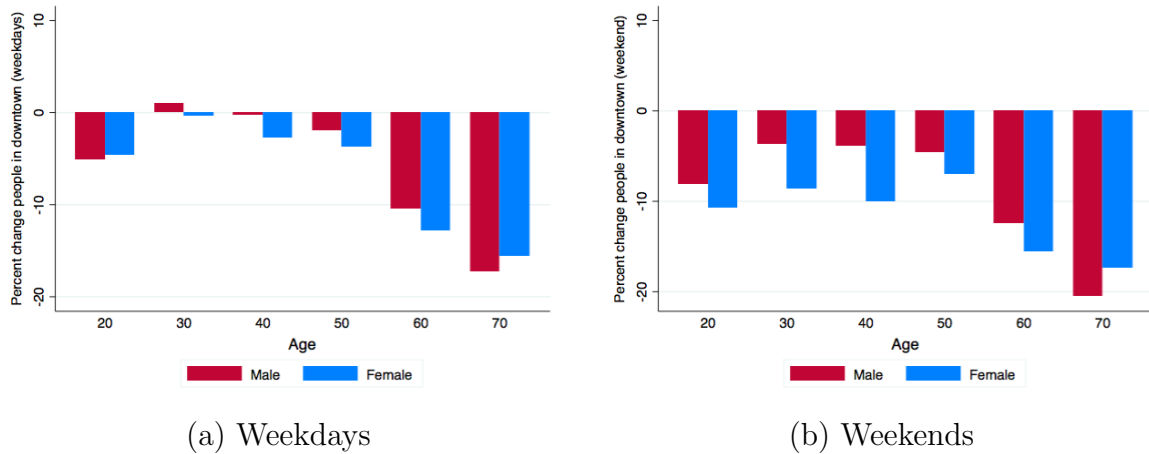 Percent change people in downtown (weekdays)
10
0
-10
-20
20 30 40 50 60 70
Age
Male Female
(a) Weekdays
Percent change people in downtown (weekend)
10
0
-10
-20
20 30 40 50 60 70
Age
Male Female
(b) Weekends